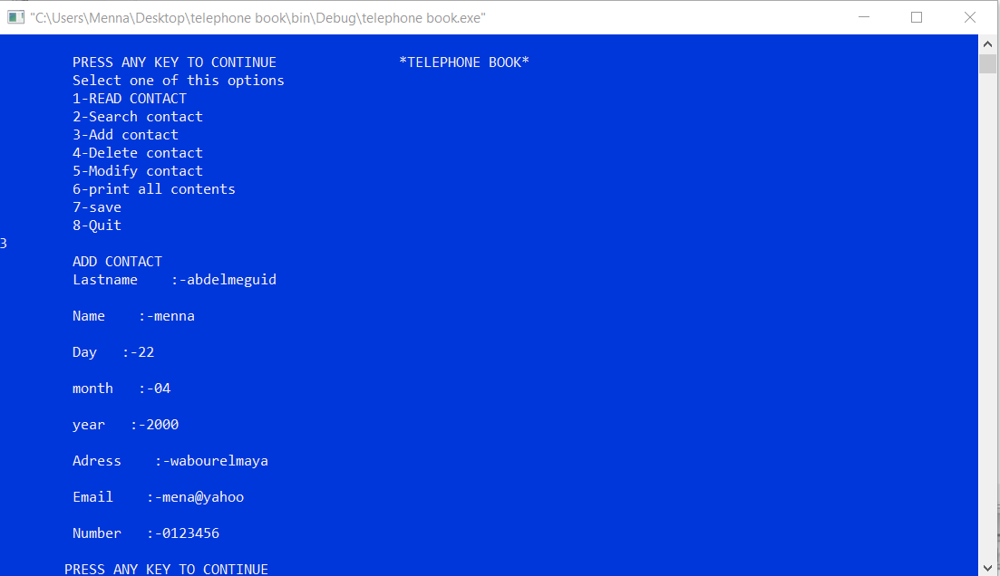 "C:\Users\Menna\Desktop\telephone book\bin\Debug\telephone book.exe"
PRESS ANY KEY TO CONTINUE *TELEPHONE BOOK*
Select one of this options
1-READ CONTACT
2-Search contact
3-Add contact
4-Delete contact
5-Modify contact
6-print all contents
7-save
8-Quit
3
ADD CONTACT
Lastname :-abdelmeguid
Name :-menna
Day :-22
month :-04
year :-2000
Adress :-wabourelmaya
Email :-mena@yahoo
Number :-0123456
PRESS ANY KEY TO CONTINUE